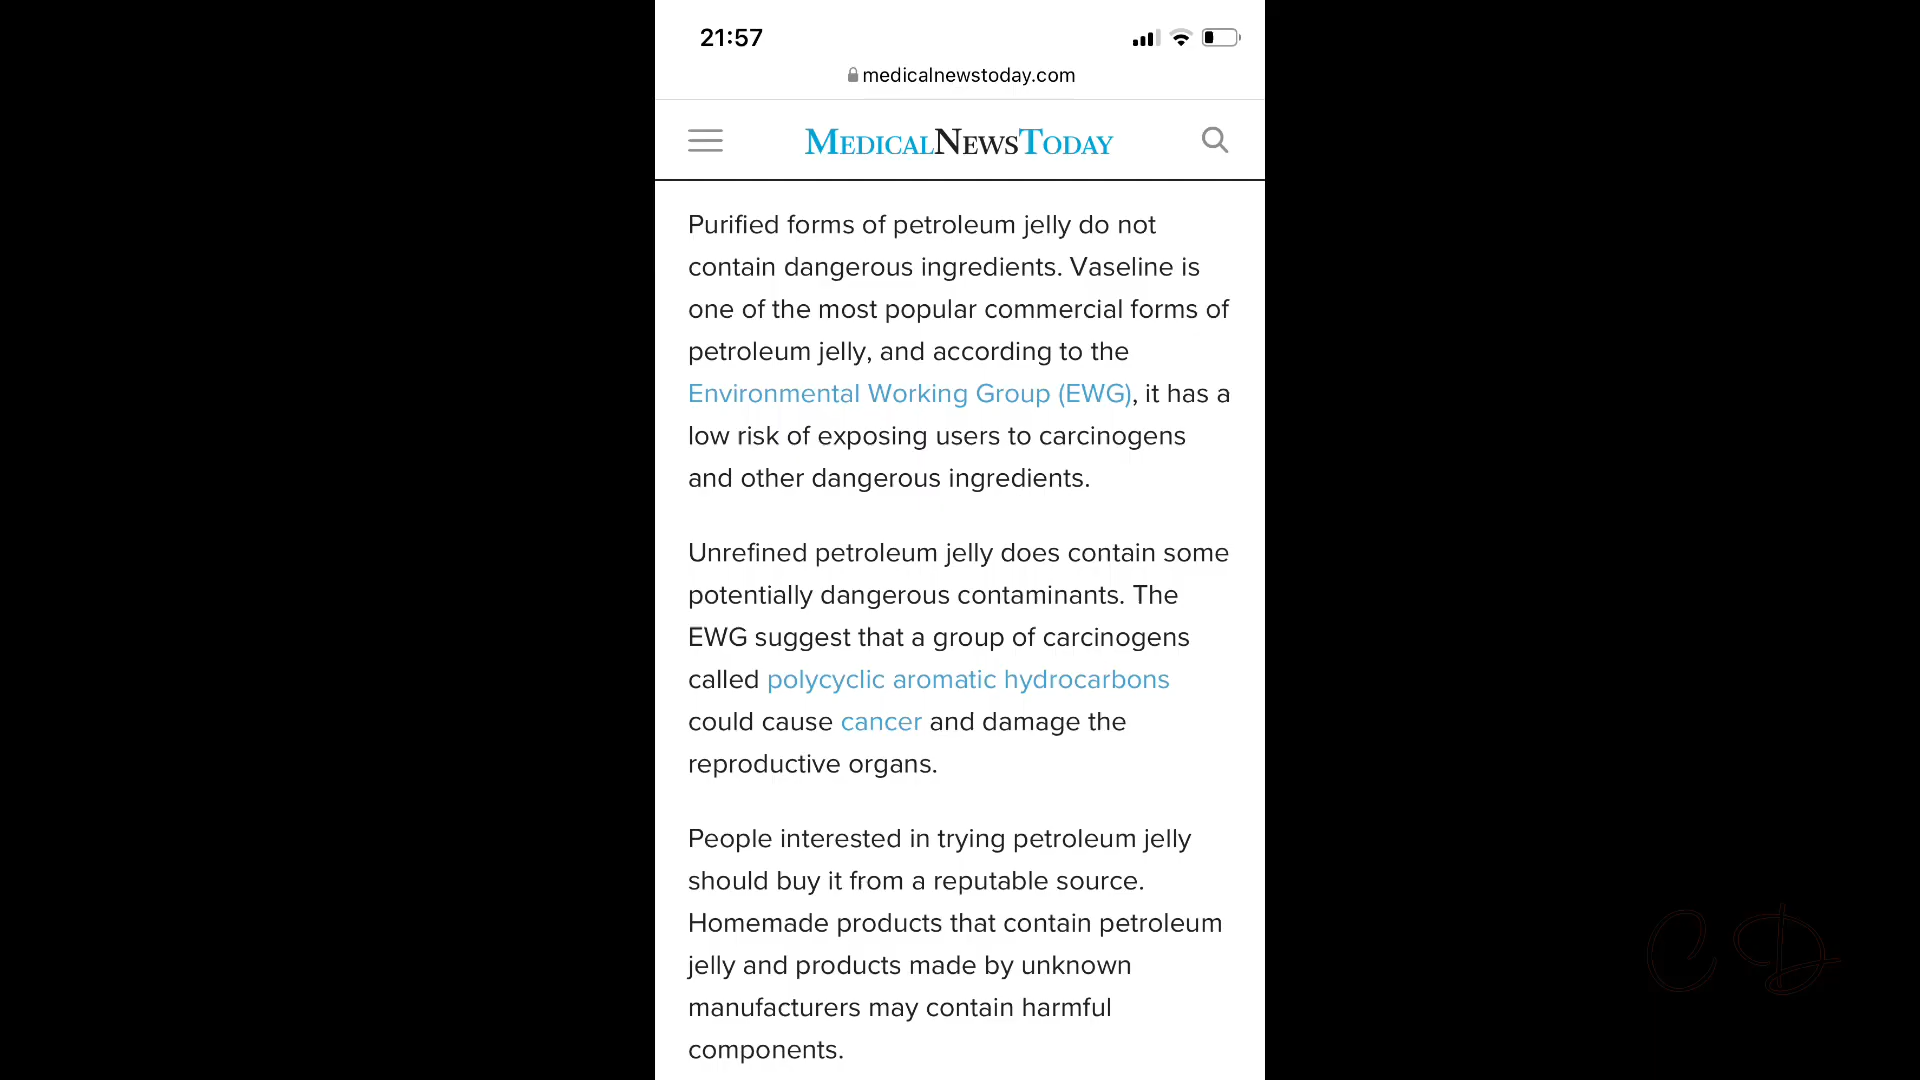 21:57
medicalnewstoday.com
MEDICALNEWSTODAY
Purified forms of petroleum jelly do not
contain dangerous ingredients. Vaseline is
one of the most popular commercial forms of
petroleum jelly, and according to the
Environmental Working Group (EWG), it has a
low risk of exposing users to carcinogens
and other dangerous ingredients.
Unrefined petroleum jelly does contain some
potentially dangerous contaminants. The
EWG suggest that a group of carcinogens
called polycyclic aromatic hydrocarbons
could cause cancer and damage the
reproductive organs.
People interested in trying petroleum jelly
should buy it from a reputable source.
Homemade products that contain petroleum
jelly and products made by unknown
manufacturers may contain harmful
components.
CD